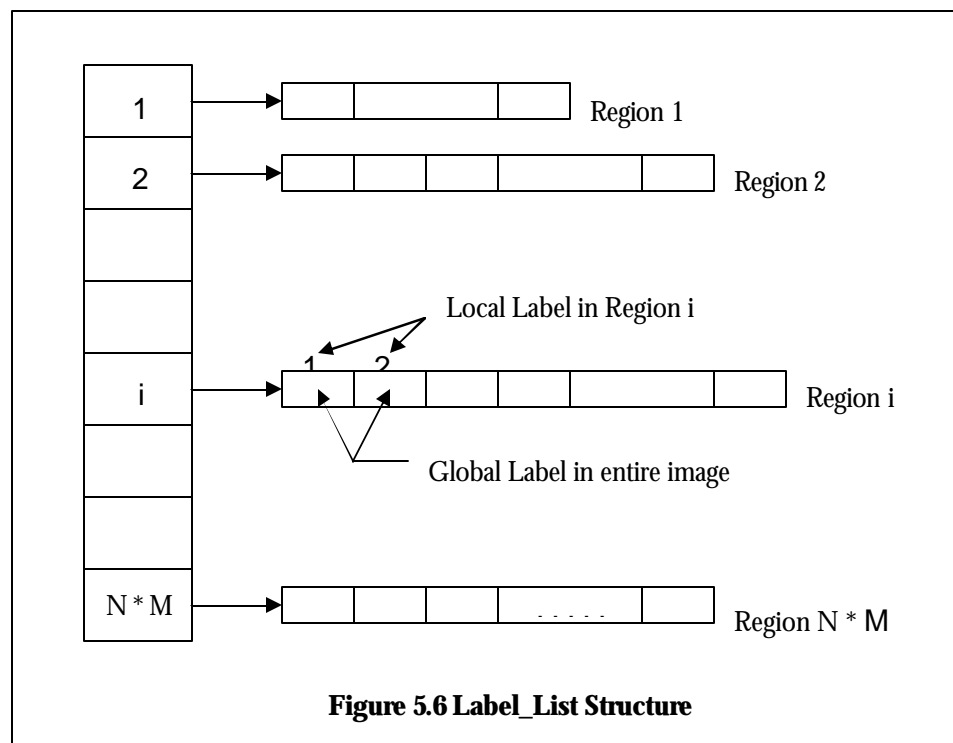 1
Region 1
2
Region 2
Local Label in Region i
1 2
i
Region i
Global Label in entire image
N * M
- - - - -
Region N * M
Figure 5.6 Label_List Structure